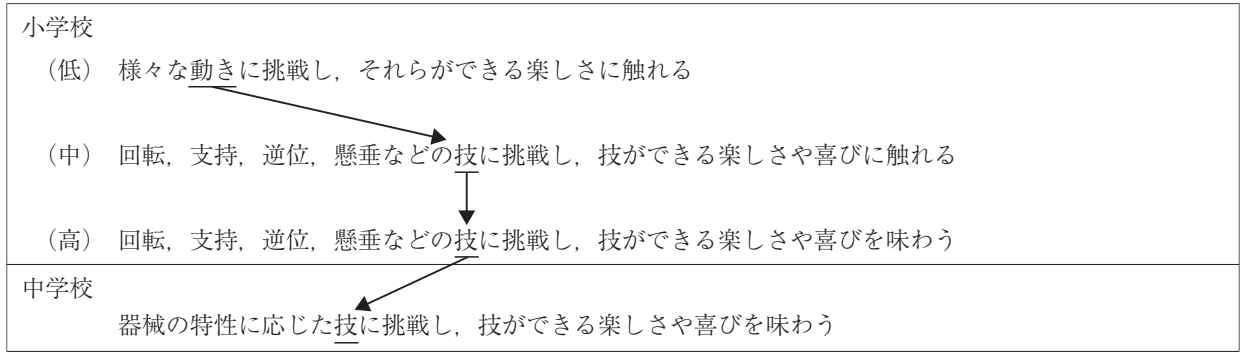 小学校
（低） 様々な動きに挑戦し，それらができる楽しさに触れる
（中） 回転，支持，逆位，懸垂などの技に挑戦し，技ができる楽しさや喜びに触れる
（高） 回転，支持，逆位，懸垂などの技に挑戦し，技ができる楽しさや喜びを味わう
中学校
器械の特性に応じた技に挑戦し，技ができる楽しさや喜びを味わう